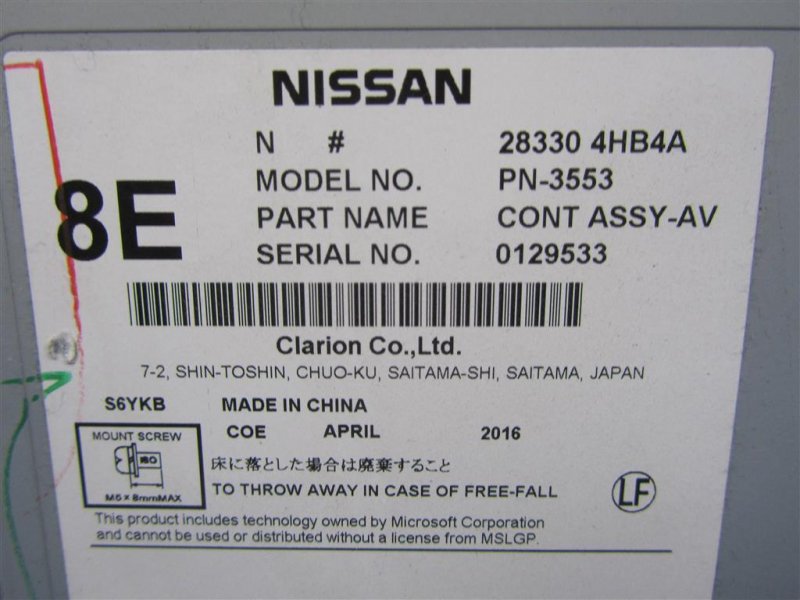 NISSAN
N # 28330 4HB4A
8E
MODEL NO. PN-3553
PART NAME CONT ASSY-AV
SERIAL NO. 0129533
Clarion Co.,Ltd.
7-2, SHIN-TOSHIN, CHUO-KU, SAITAMA-SHI, SAITAMA, JAPAN
S6YKB MADE IN CHINA
COE APRIL 2016
MOUNT SCREW
M5 × 8mmMAX
床に落とした場合は廃棄すること
TO THROW AWAY IN CASE OF FREE-FALL
LF
This product includes technology owned by Microsoft Corporation
and cannot be used or distributed without a license from MSLGP.